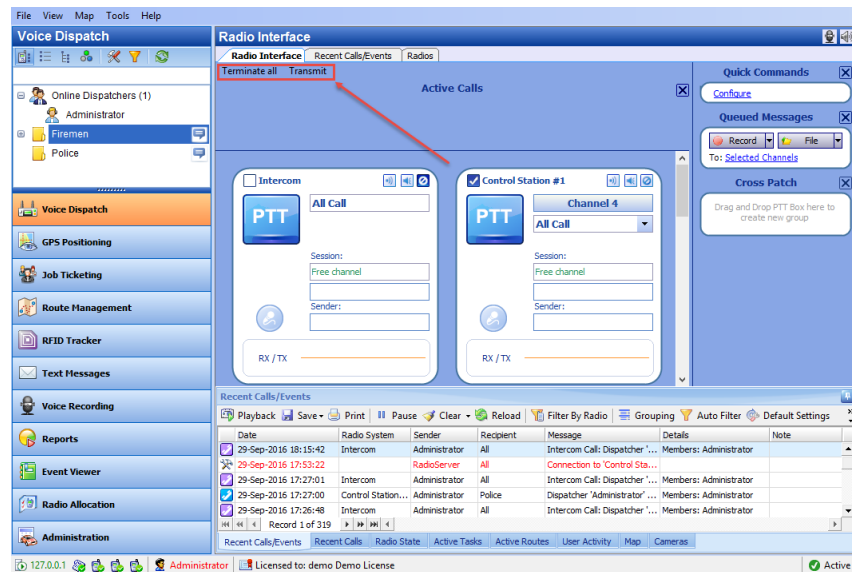 File View Map Tools Help
Voice Dispatch
Online Dispatchers (1)
Administrator
Firemen
Police
Voice Dispatch
GPS Positioning
Job Ticketing
Route Management
RFID Tracker
Text Messages
Voice Recording
Reports
Event Viewer
Radio Allocation
Administration
Radio Interface
Radio Interface Recent Calls/Events Radios
Terminate all Transmit
Active Calls
Intercom
PTT
All Call
Session:
Free channel
Sender:
RX / TX
Control Station #1
PTT
Channel 4
All Call
Session:
Free channel
Sender:
RX / TX
Quick Commands
Configure
Queued Messages
Record File
To: Selected Channels
Cross Patch
Drag and Drop PTT Box here to
create new group
Recent Calls/Events
Playback Save Print Pause Clear Reload Filter By Radio Grouping Auto Filter Default Settings
Date Radio System Sender Recipient Message Details Note
29-Sep-2016 18:15:42 Intercom Administrator All Intercom Call: Dispatcher '... Members: Administrator
29-Sep-2016 17:53:22 RadioServer All Connection to 'Control Sta...
29-Sep-2016 17:27:01 Intercom Administrator All Intercom Call: Dispatcher '... Members: Administrator
29-Sep-2016 17:27:00 Control Station... Administrator Police Dispatcher 'Administrator' ... Members: Administrator
29-Sep-2016 17:26:48 Intercom Administrator All Intercom Call: Dispatcher '... Members: Administrator
Record 1 of 319
Recent Calls/Events Recent Calls Radio State Active Tasks Active Routes User Activity Map Cameras
127.0.0.1 Administrator Licensed to: demo Demo License Active